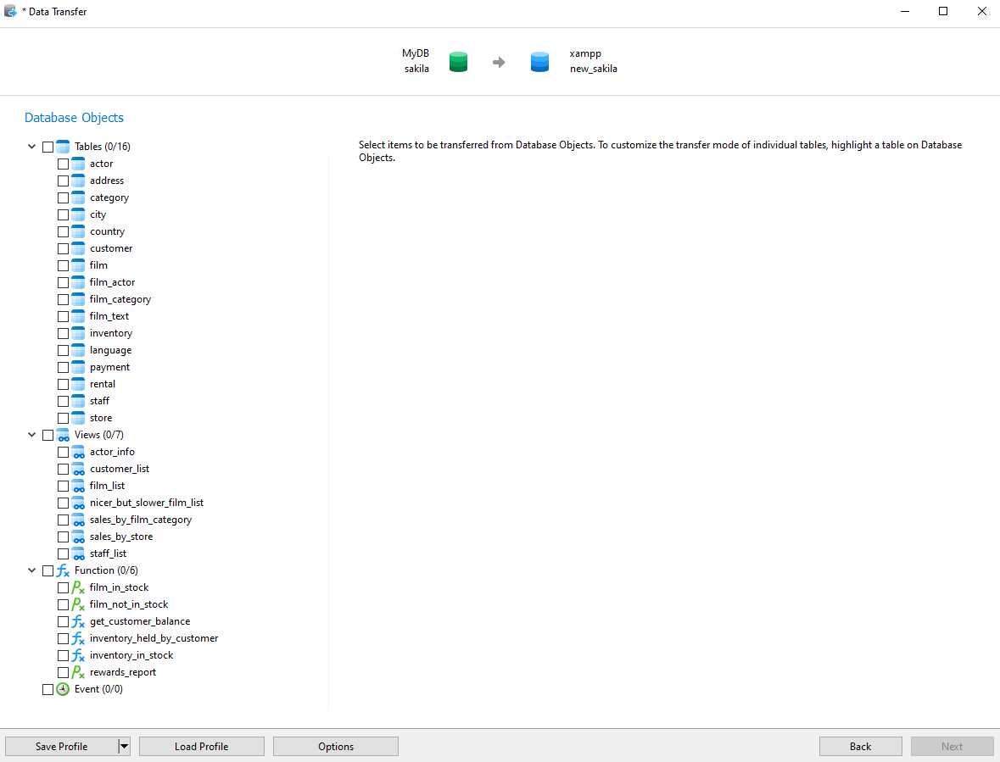 * Data Transfer
MyDB
sakila
xampp
new_sakila
Database Objects
Tables (0/16)
actor
address
category
city
country
customer
film
film_actor
film_category
film_text
inventory
language
payment
rental
staff
store
Views (0/7)
actor_info
customer_list
film_list
nicer_but_slower_film_list
sales_by_film_category
sales_by_store
staff_list
Function (0/6)
film_in_stock
film_not_in_stock
get_customer_balance
inventory_held_by_customer
inventory_in_stock
rewards_report
Event (0/0)
Select items to be transferred from Database Objects. To customize the transfer mode of individual tables, highlight a table on Database
Objects.
Save Profile
Load Profile
Options
Back
Next